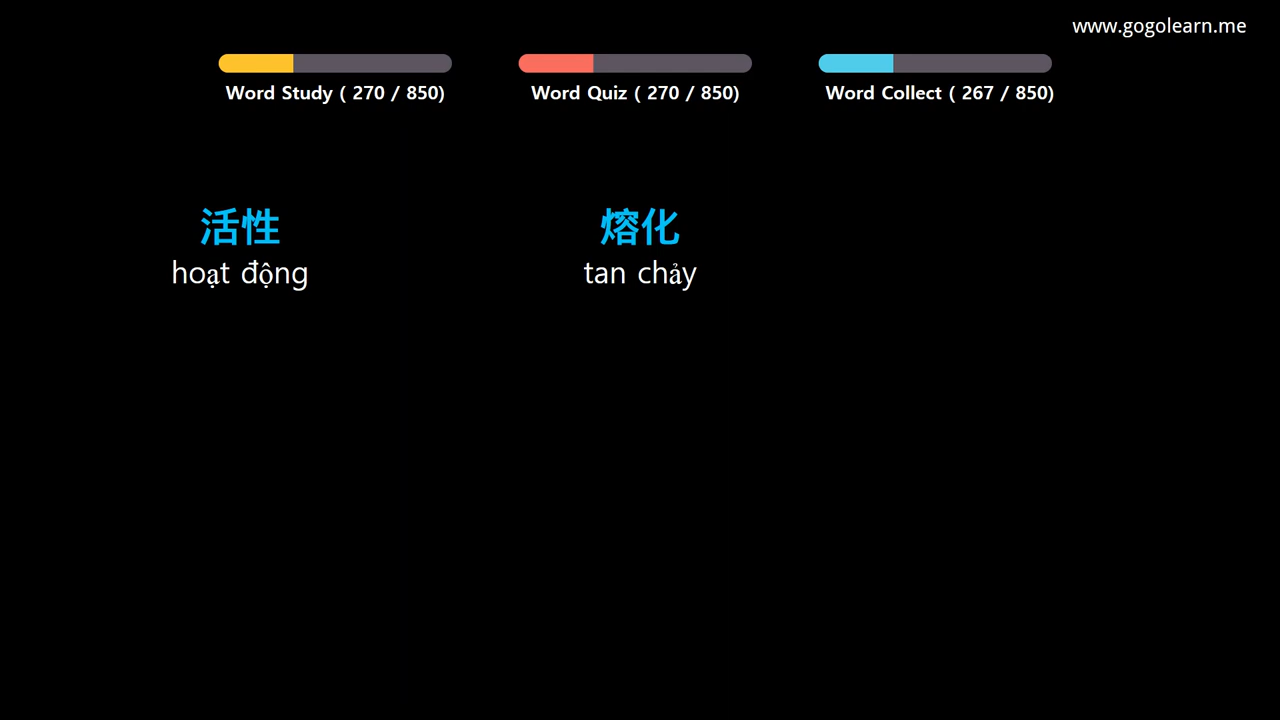 www.gogolearn.me
Word Study ( 270 / 850)
Word Quiz ( 270 / 850)
Word Collect ( 267 / 850)
活性
hoạt động
熔化
tan chảy